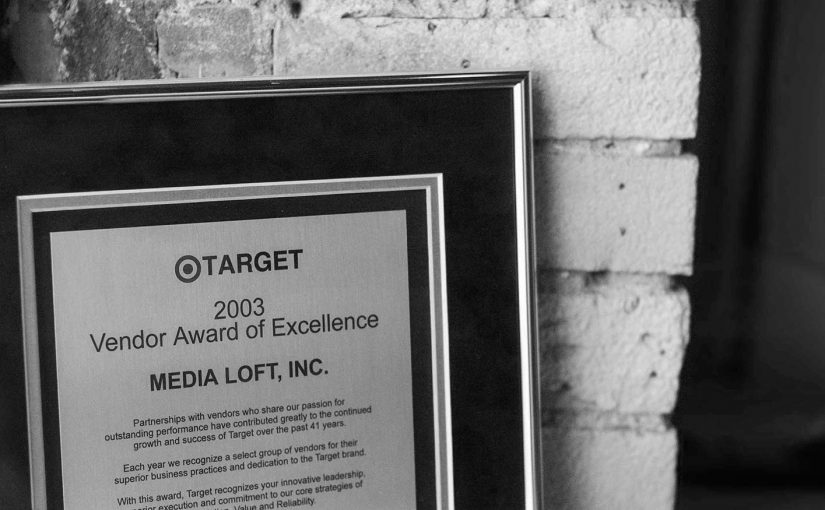 TARGET
2003
Vendor Award of Excellence
MEDIA LOFT, INC.
Partnerships with vendors who share our passion for
outstanding performance have contributed greatly to the continued
growth and success of Target over the past 41 years.
Each year we recognize a select group of vendors for their
superior business practices and dedication to the Target brand.
With this award, Target recognizes your innovative leadership,
execution and commitment to our core strategies of
Value and Reliability.